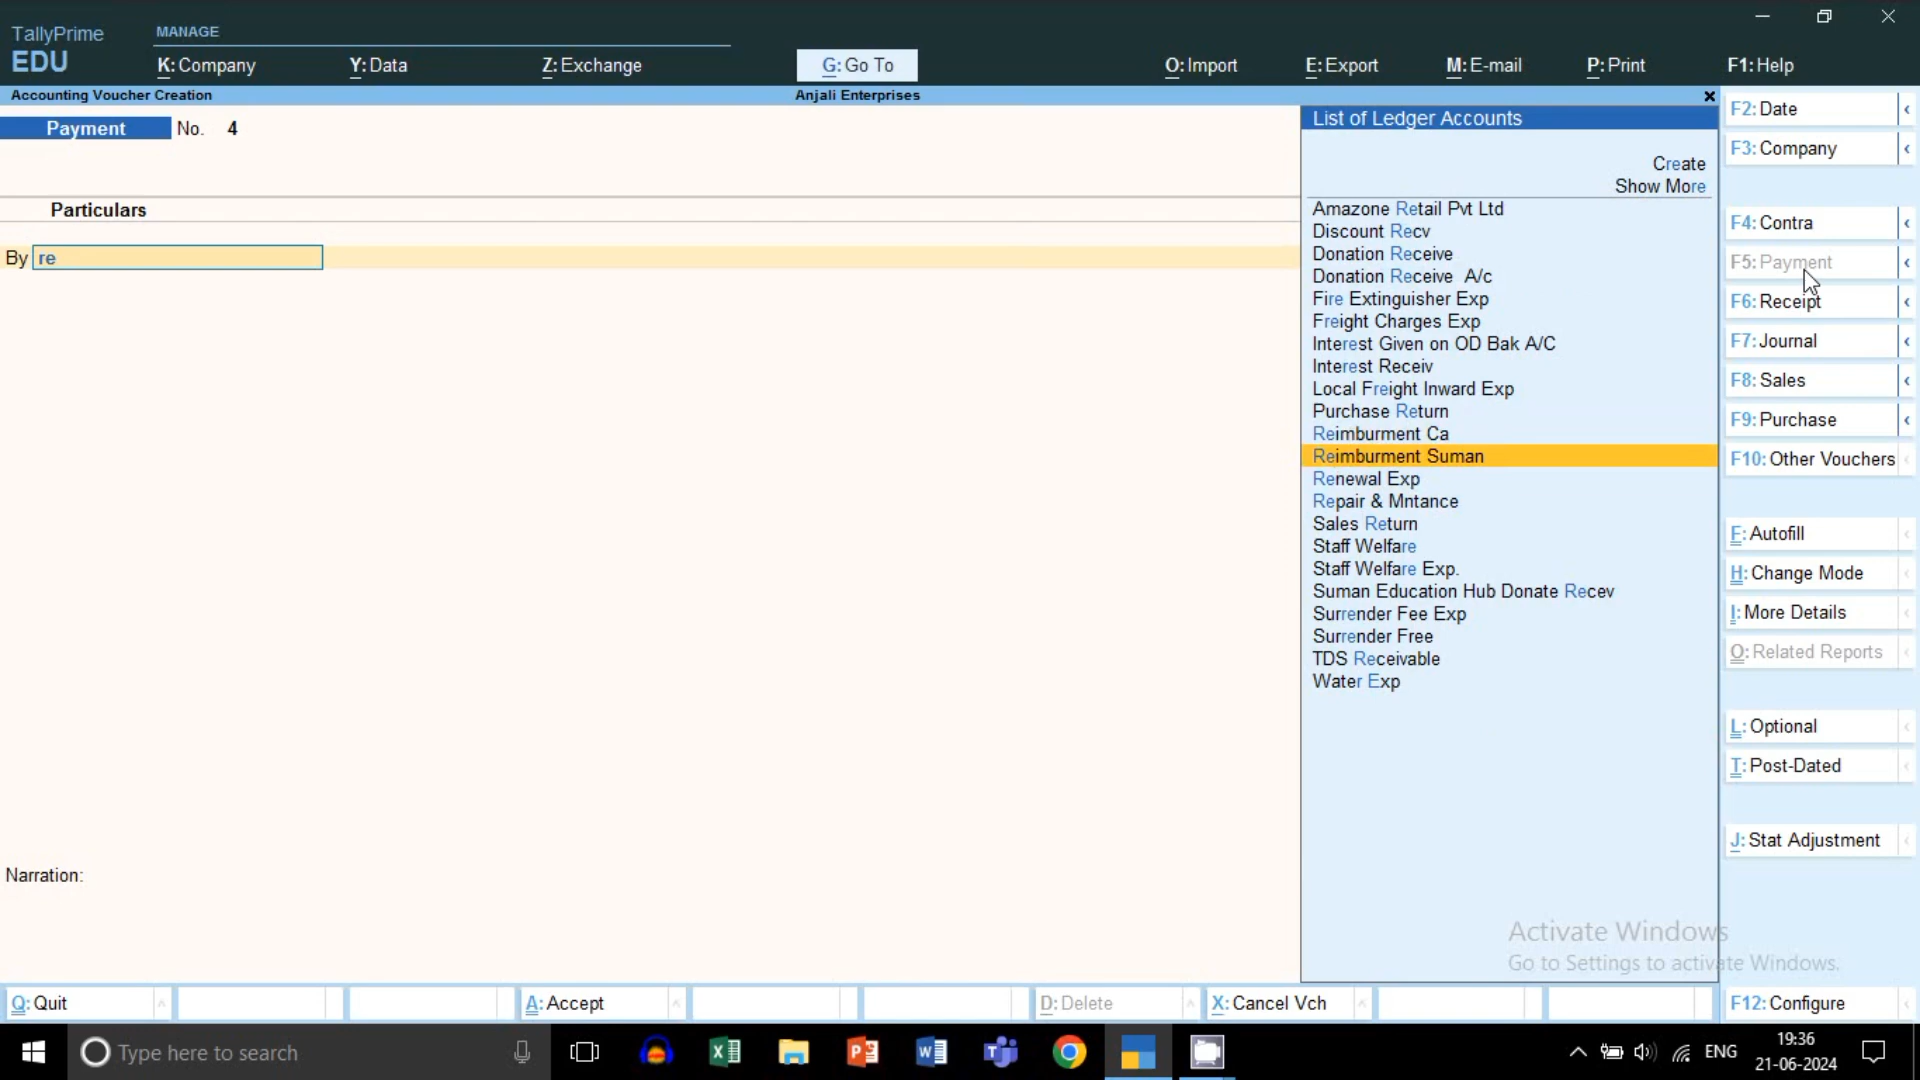 TallyPrime
EDU
MANAGE
K: Company
Y: Data
Z: Exchange
G: Go To
O: Import
E: Export
M: E-mail
P: Print
F1: Help
Accounting Voucher Creation
Anjali Enterprises
Payment No. 4
Particulars
By re
List of Ledger Accounts
Create
Show More
Amazone Retail Pvt Ltd
Discount Recv
Donation Receive
Donation Receive A/c
Fire Extinguisher Exp
Freight Charges Exp
Interest Given on OD Bak A/C
Interest Receiv
Local Freight Inward Exp
Purchase Return
Reimburment Ca
Reimburment Suman
Renewal Exp
Repair & Mntance
Sales Return
Staff Welfare
Staff Welfare Exp.
Suman Education Hub Donate Recev
Surrender Fee Exp
Surrender Free
TDS Receivable
Water Exp
F2: Date
F3: Company
F4: Contra
F5: Payment
F6: Receipt
F7: Journal
F8: Sales
F9: Purchase
F10: Other Vouchers
F: Autofill
H: Change Mode
I: More Details
O: Related Reports
L: Optional
T: Post-Dated
J: Stat Adjustment
Narration:
Activate Windows
Go to Settings to activate Windows.
Q: Quit
A: Accept
D: Delete
X: Cancel Vch
F12: Configure
Type here to search
ENG
19:36
21-06-2024